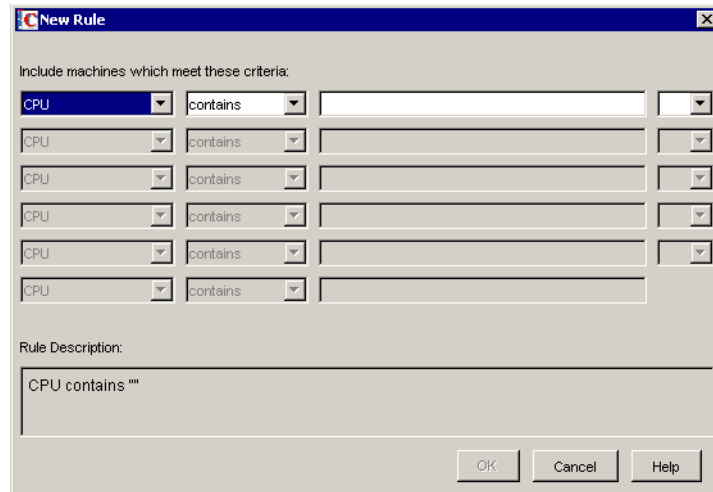 New Rule
Include machines which meet these criteria:
CPU contains
CPU contains
CPU contains
CPU contains
CPU contains
CPU contains
Rule Description:
CPU contains ""
OK Cancel Help